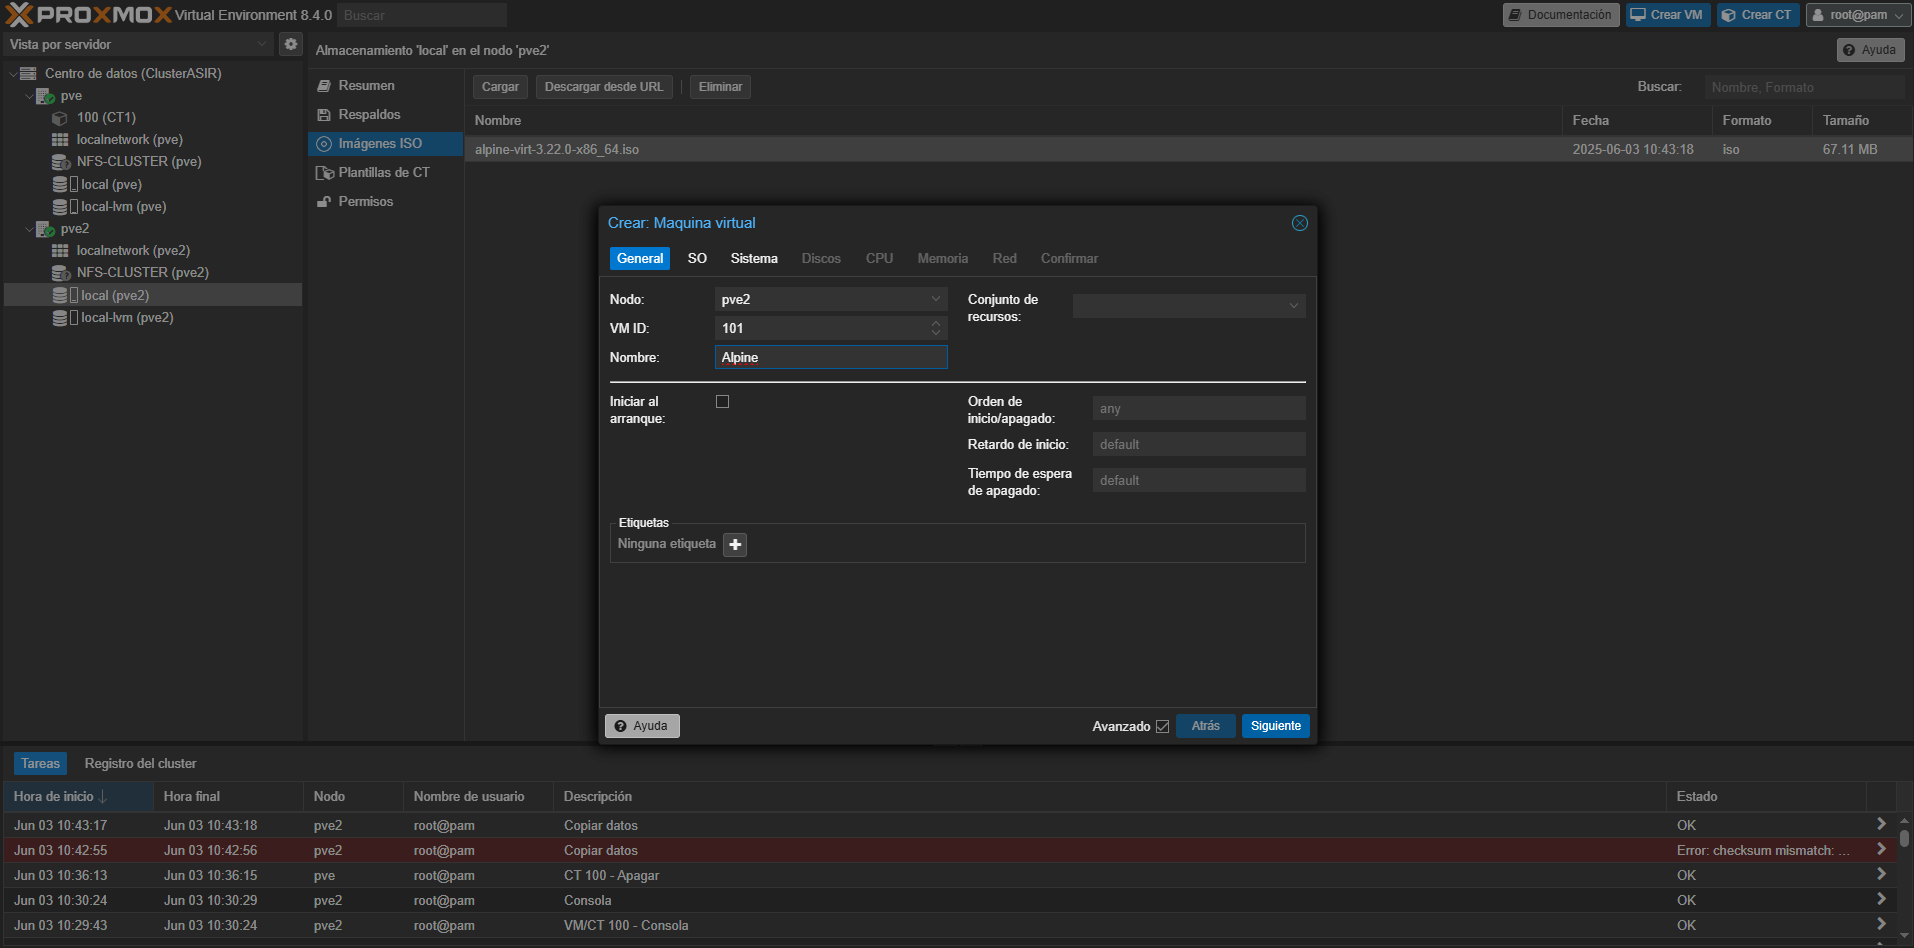 PROXMOX Virtual Environment 8.4.0 Buscar Documentación Crear VM Crear CT root@pam
Vista por servidor
Almacenamiento 'local' en el nodo 'pve2' Ayuda
Centro de datos (ClusterASIR)
pve
100 (CT1)
localnetwork (pve)
NFS-CLUSTER (pve)
local (pve)
local-lvm (pve)
pve2
localnetwork (pve2)
NFS-CLUSTER (pve2)
local (pve2)
local-lvm (pve2)
Resumen
Respaldos
Imágenes ISO
Plantillas de CT
Permisos
Cargar Descargar desde URL Eliminar Buscar: Nombre, Formato
Nombre Fecha Formato Tamaño
alpine-virt-3.22.0-x86_64.iso 2025-06-03 10:43:18 iso 67.11 MB
Crear: Maquina virtual
General SO Sistema Discos CPU Memoria Red Confirmar
Nodo: pve2
VM ID: 101
Nombre: Alpine
Conjunto de
recursos:
Iniciar al
arranque:
Orden de
inicio/apagado: any
Retardo de inicio: default
Tiempo de espera
de apagado: default
Etiquetas
Ninguna etiqueta
Ayuda Avanzado Atrás Siguiente
Tareas Registro del cluster
Hora de inicio Hora final Nodo Nombre de usuario Descripción Estado
Jun 03 10:43:17 Jun 03 10:43:18 pve2 root@pam Copiar datos OK
Jun 03 10:42:55 Jun 03 10:42:56 pve2 root@pam Copiar datos Error: checksum mismatch: ...
Jun 03 10:36:13 Jun 03 10:36:15 pve root@pam CT 100 - Apagar OK
Jun 03 10:30:24 Jun 03 10:30:29 pve2 root@pam Consola OK
Jun 03 10:29:43 Jun 03 10:30:24 pve2 root@pam VM/CT 100 - Consola OK